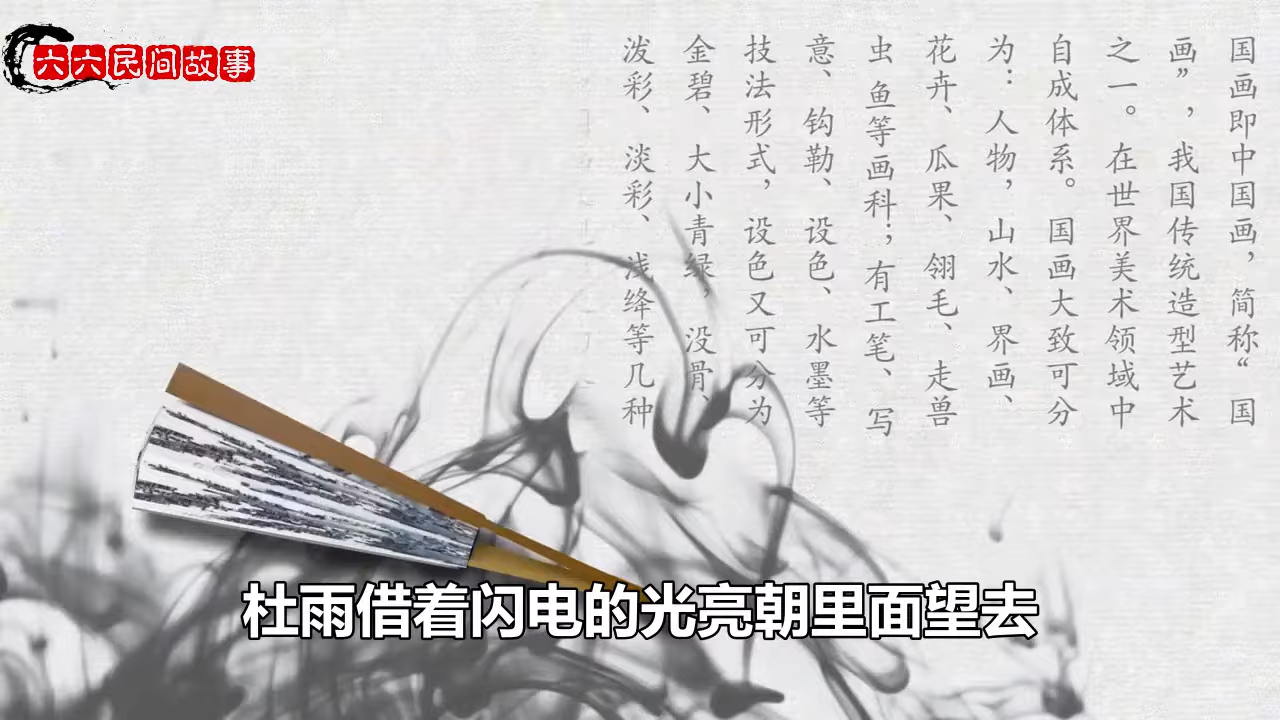 六六民间故事
国画即中国画，简称“国
画”，我国传统造型艺术
之一。在世界美术领域中
自成体系。国画大致可分
为：人物，山水、界画、
花卉、瓜果、翎毛、走兽
虫 鱼等画科；有工笔、写
意、钩勒、设色、水墨等
技法形式，设色又可分为
金碧、大小青绿，没骨、
泼彩、淡彩、浅绛等几种
杜雨借着闪电的光亮朝里面望去